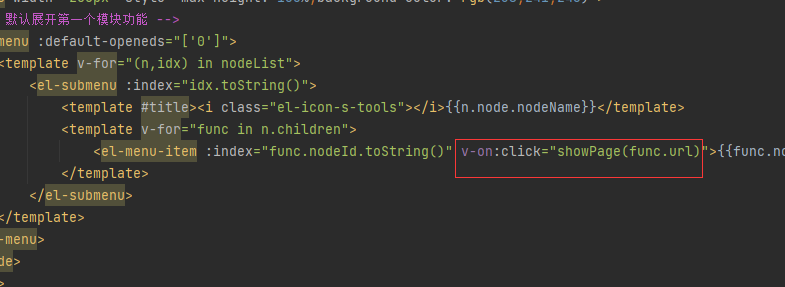 默认展开第一个模块功能 -->
menu :default-openeds="['0']">
<template v-for="(n,idx) in nodeList">
<el-submenu :index="idx.toString()">
<template #title><i class="el-icon-s-tools"></i>{{n.node.nodeName}}</template>
<template v-for="func in n.children">
<el-menu-item :index="func.nodeId.toString()" v-on:click="showPage(func.url)">{{func.no
</template>
</el-submenu>
</template>
-menu>
de>